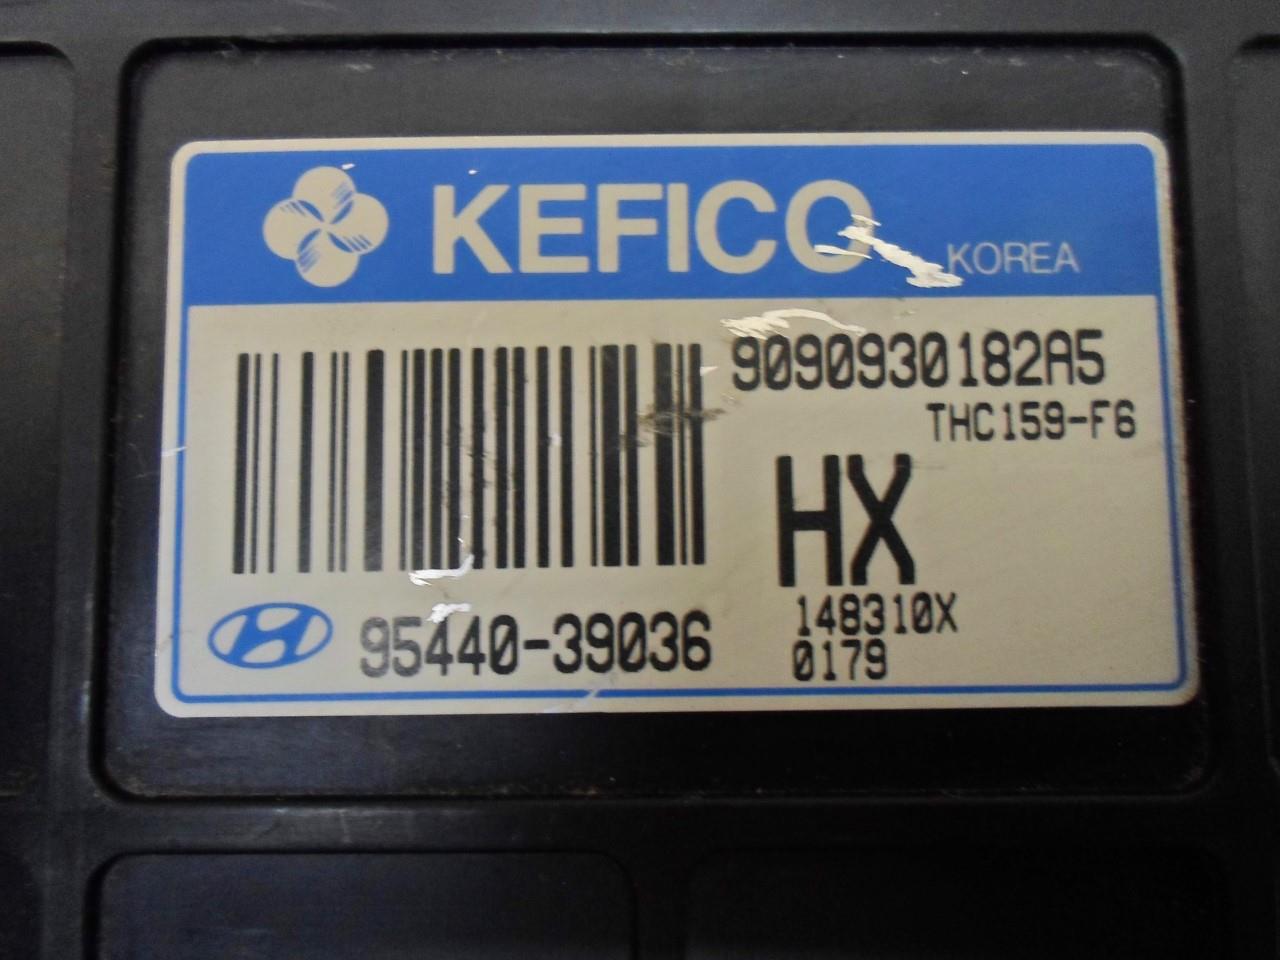 KEFICO KOREA
9090930182A5
THC159-F6
HX
148310X
95440-39036
0179